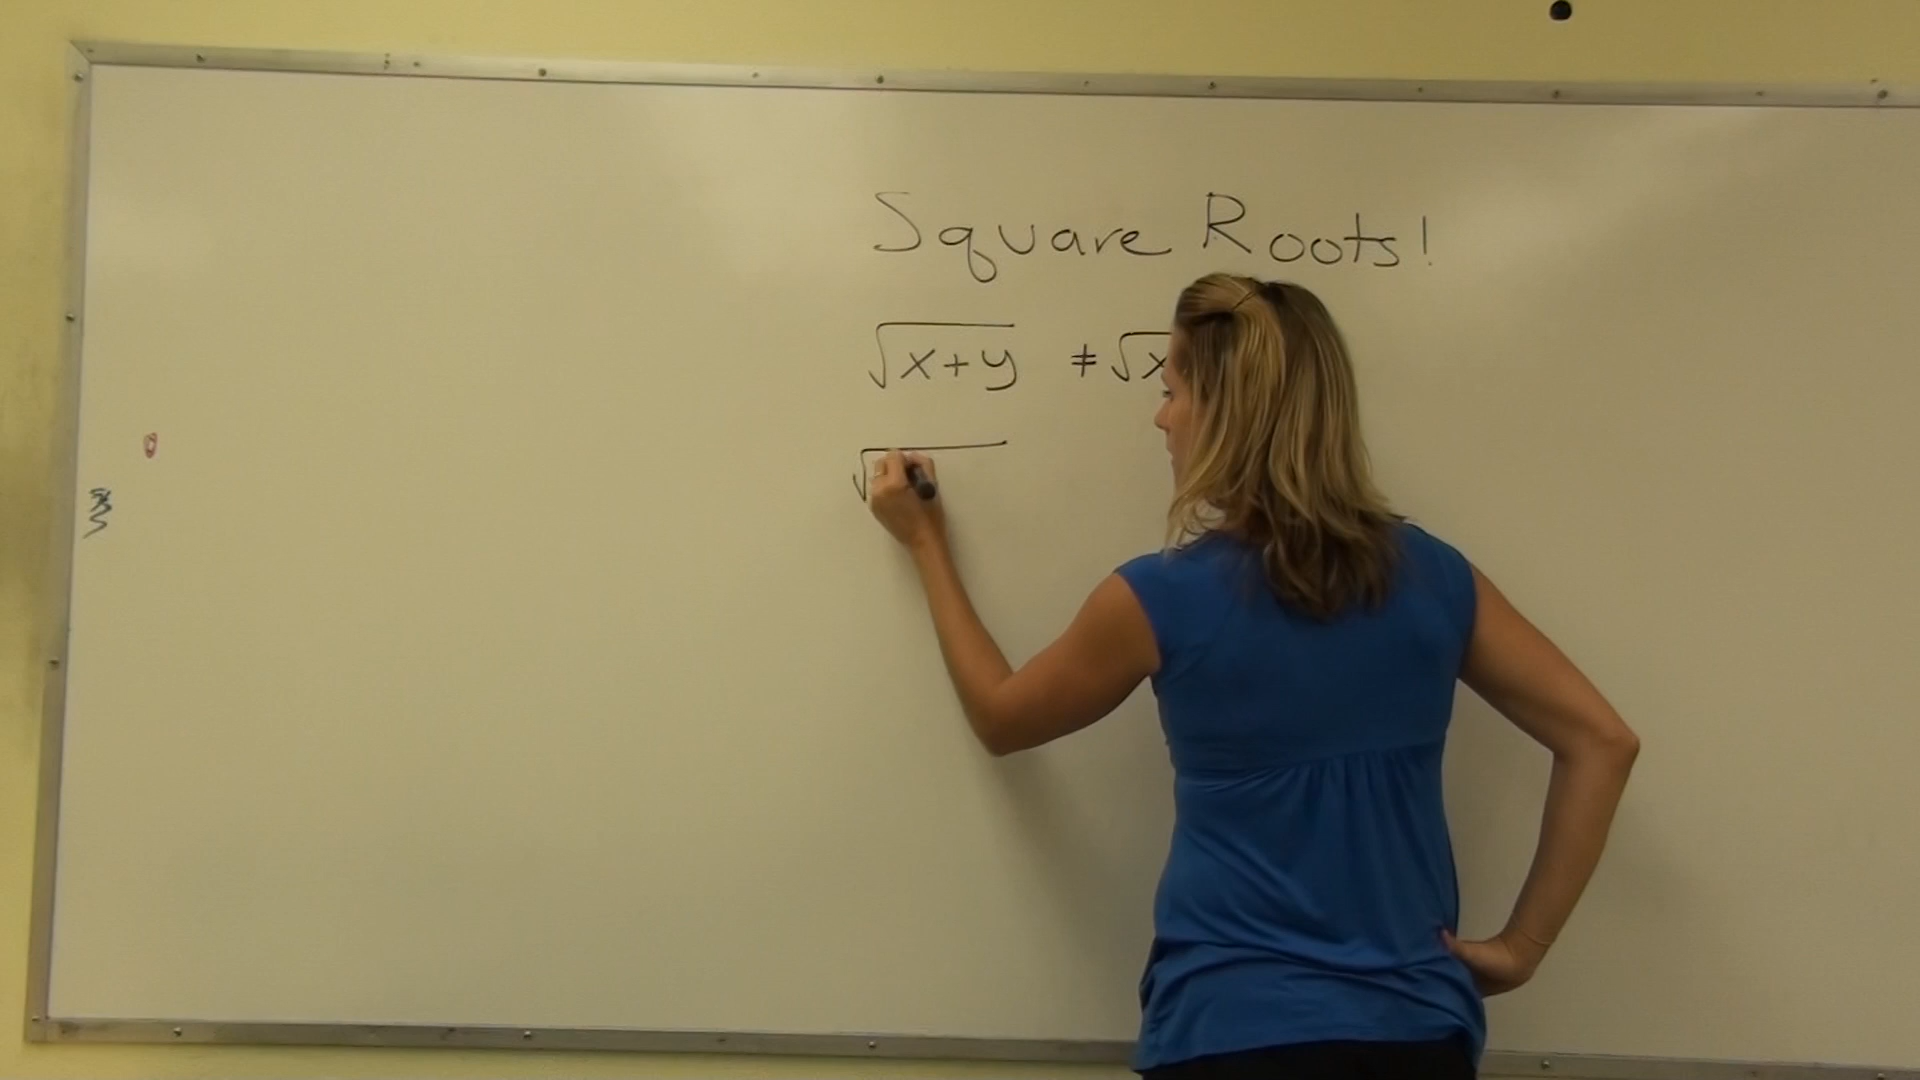 Square Roots!
√x+y ≠ √x
√